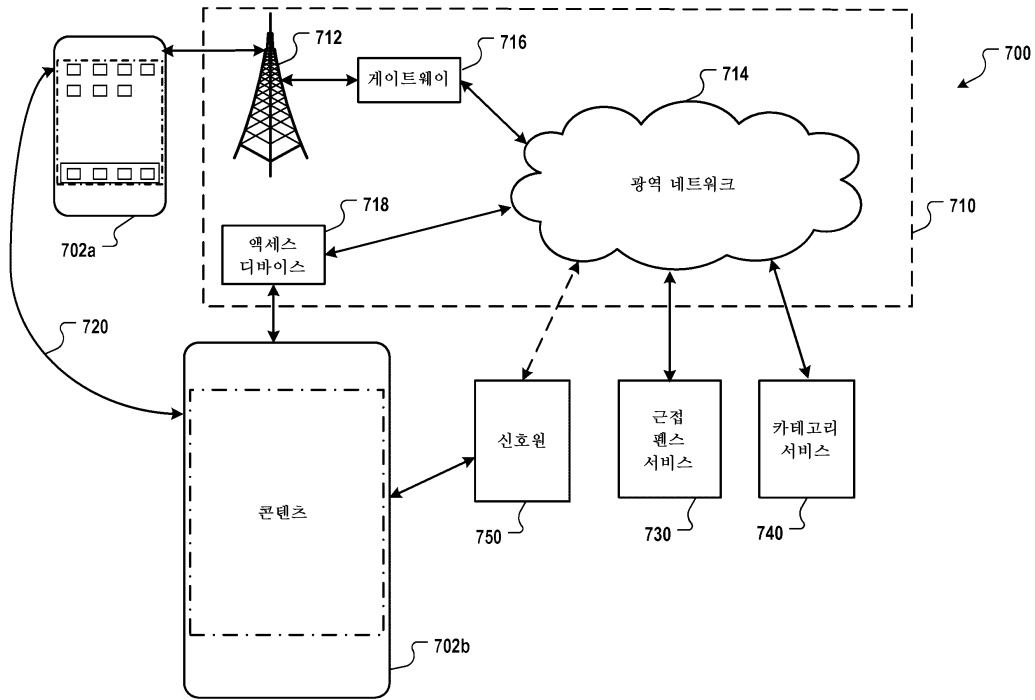 712
716
게이트웨이
714
700
광역 네트워크
718
액세스
디바이스
710
702a
720
신호원
근접
펜스
서비스
카테고리
서비스
콘텐츠
750
730
740
702b